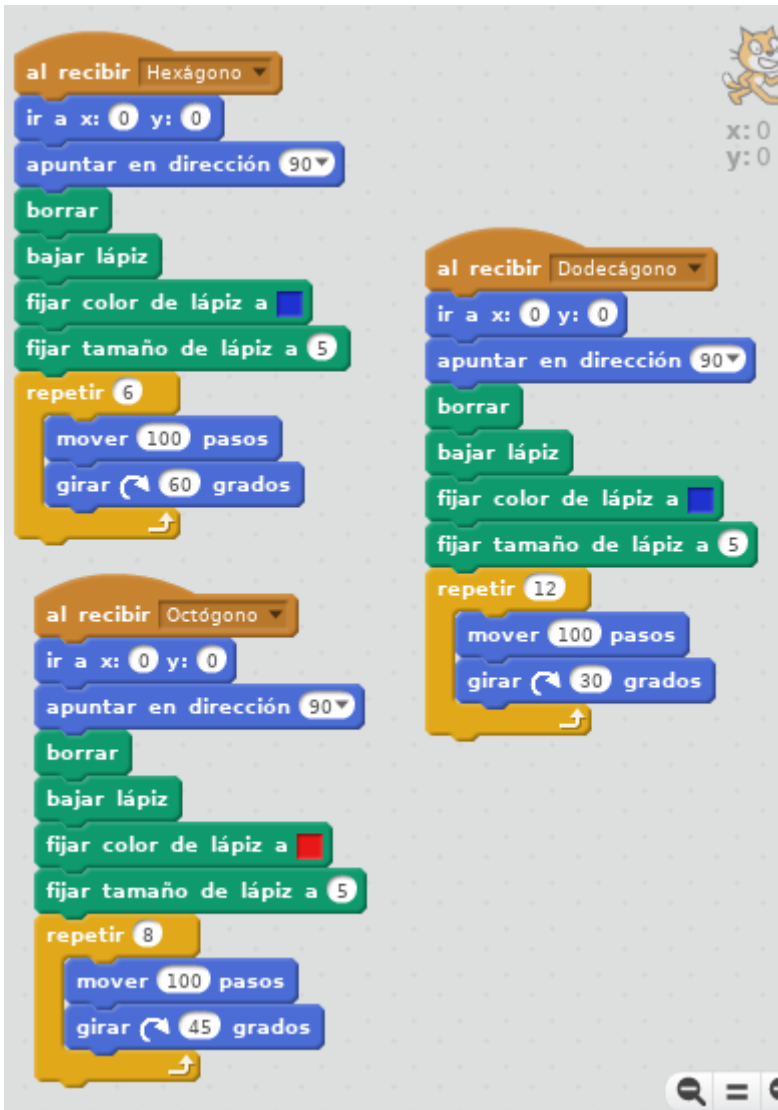 al recibir Hexágono
ir a x: 0 y: 0
apuntar en dirección 90
borrar
bajar lápiz
fijar color de lápiz a
fijar tamaño de lápiz a 5
repetir 6
mover 100 pasos
girar 60 grados
al recibir Octógono
ir a x: 0 y: 0
apuntar en dirección 90
borrar
bajar lápiz
fijar color de lápiz a
fijar tamaño de lápiz a 5
repetir 8
mover 100 pasos
girar 45 grados
x: 0
y: 0
al recibir Dodecágono
ir a x: 0 y: 0
apuntar en dirección 90
borrar
bajar lápiz
fijar color de lápiz a
fijar tamaño de lápiz a 5
repetir 12
mover 100 pasos
girar 30 grados